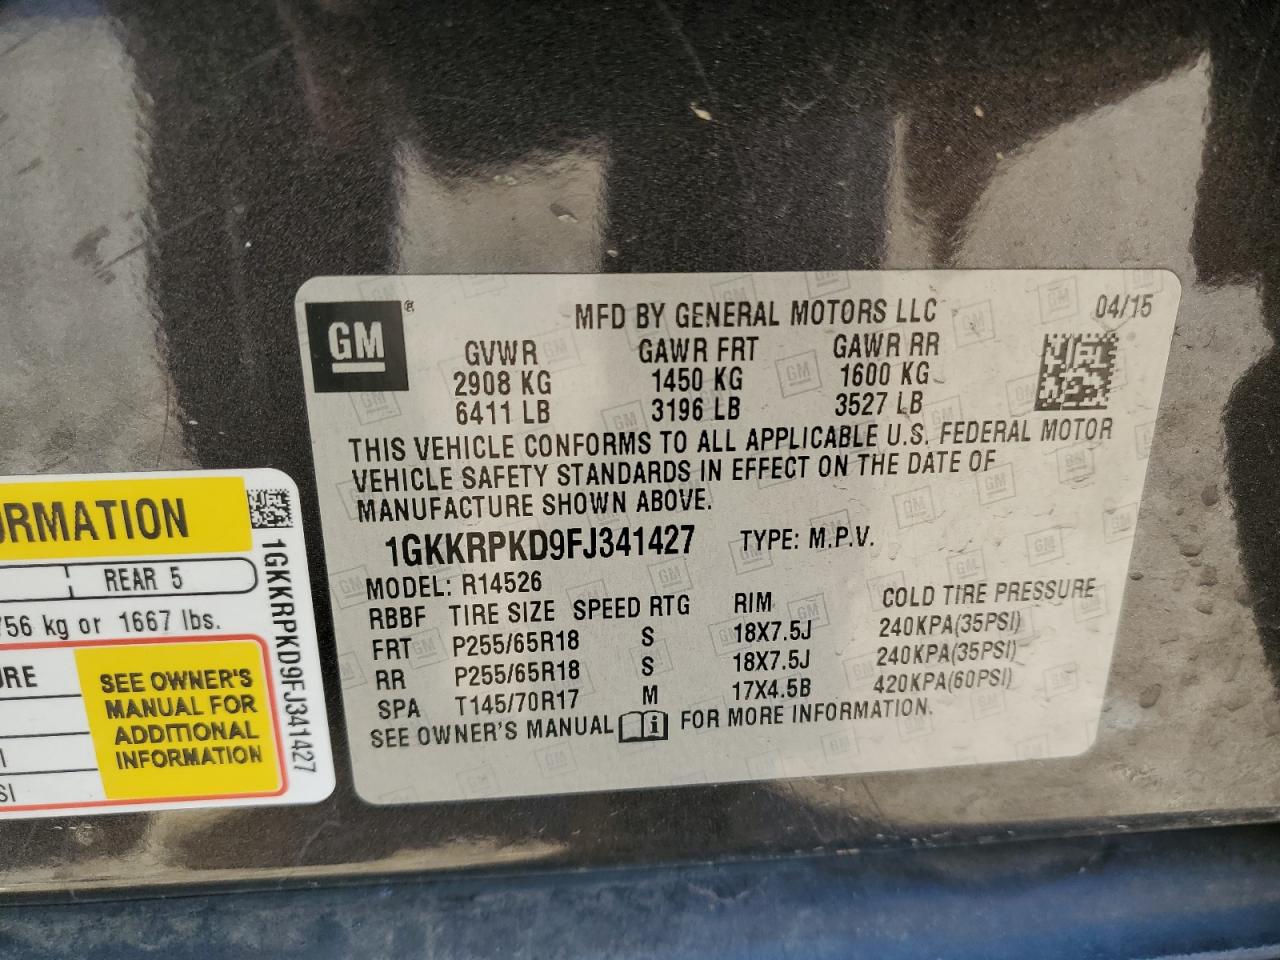 GM
®
MFD BY GENERAL MOTORS LLC
04/15
GVWR GAWR FRT GAWR RR
2908 KG 1450 KG 1600 KG
6411 LB 3196 LB 3527 LB
THIS VEHICLE CONFORMS TO ALL APPLICABLE U.S. FEDERAL MOTOR
VEHICLE SAFETY STANDARDS IN EFFECT ON THE DATE OF
MANUFACTURE SHOWN ABOVE.
1GKKRPKD9FJ341427 TYPE: M.P.V.
MODEL: R14526
RBBF TIRE SIZE SPEED RTG RIM COLD TIRE PRESSURE
FRT P255/65R18 S 18X7.5J 240KPA(35PSI)
RR P255/65R18 S 18X7.5J 240KPA(35PSI)
SPA T145/70R17 M 17X4.5B 420KPA(60PSI)
SEE OWNER'S MANUAL i FOR MORE INFORMATION.
ORMATION
REAR 5
756 kg or 1667 lbs.
URE
I
SI
SEE OWNER'S
MANUAL FOR
ADDITIONAL
INFORMATION
1GKKRPKD9FJ341427